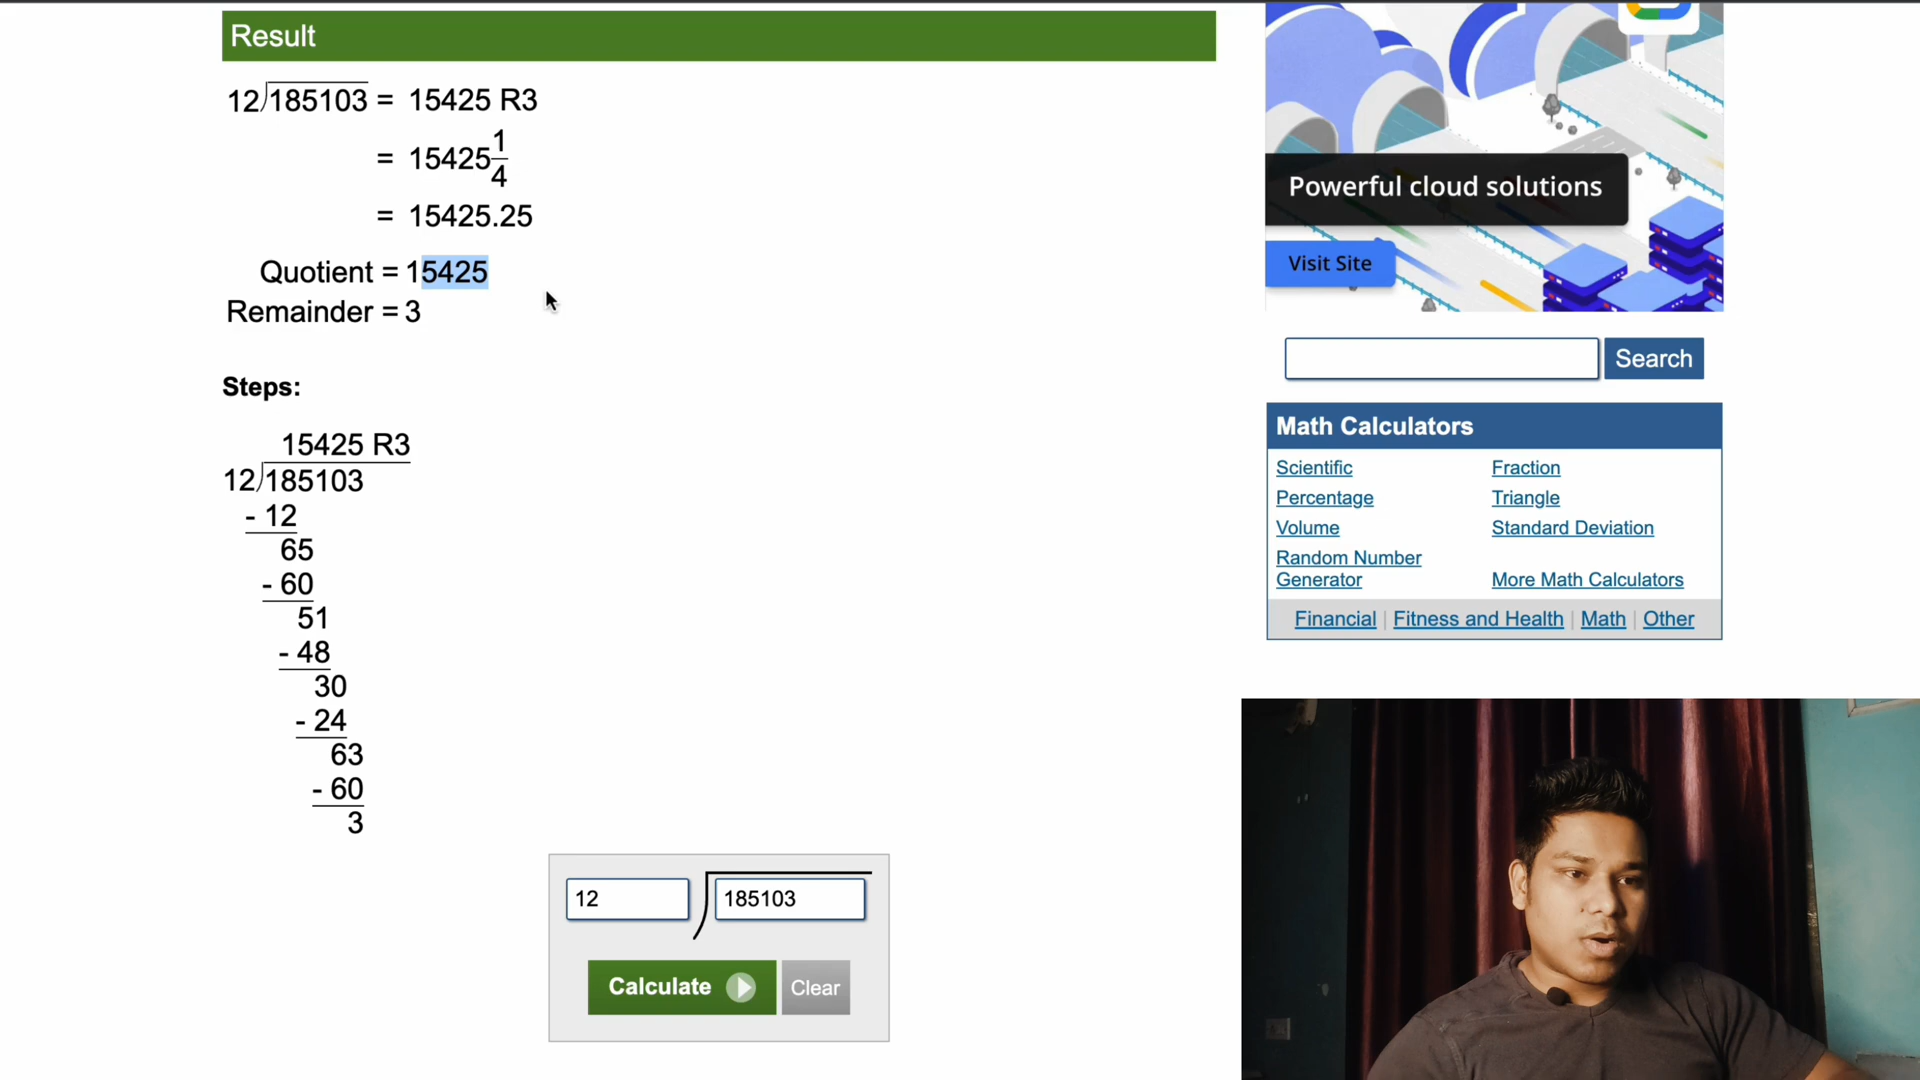 Result
12)185103 = 15425 R3
= 15425 1/4
= 15425.25
Quotient = 15425
Remainder = 3
Steps:
15425 R3
12)185103
- 12
65
- 60
51
- 48
30
- 24
63
- 60
3
12
185103
Calculate
Clear
Powerful cloud solutions
Visit Site
Search
Math Calculators
Scientific Fraction
Percentage Triangle
Volume Standard Deviation
Random Number
Generator More Math Calculators
Financial | Fitness and Health | Math | Other